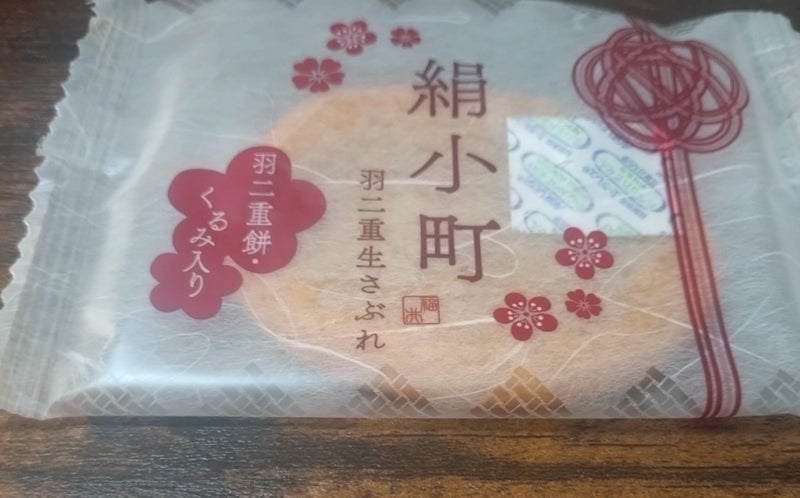 絹小町
羽二重生さぶれ
羽二重餅・
くるみ入り